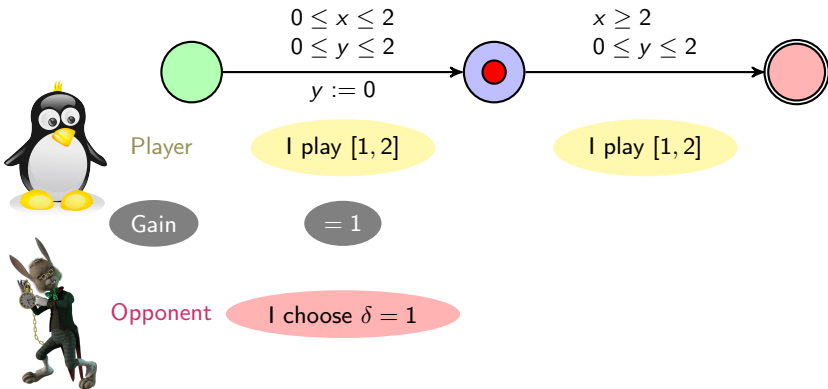 0 ≤ x ≤ 2
0 ≤ y ≤ 2
y := 0
x ≥ 2
0 ≤ y ≤ 2
Player
I play [1, 2]
I play [1, 2]
Gain
= 1
Opponent
I choose δ = 1